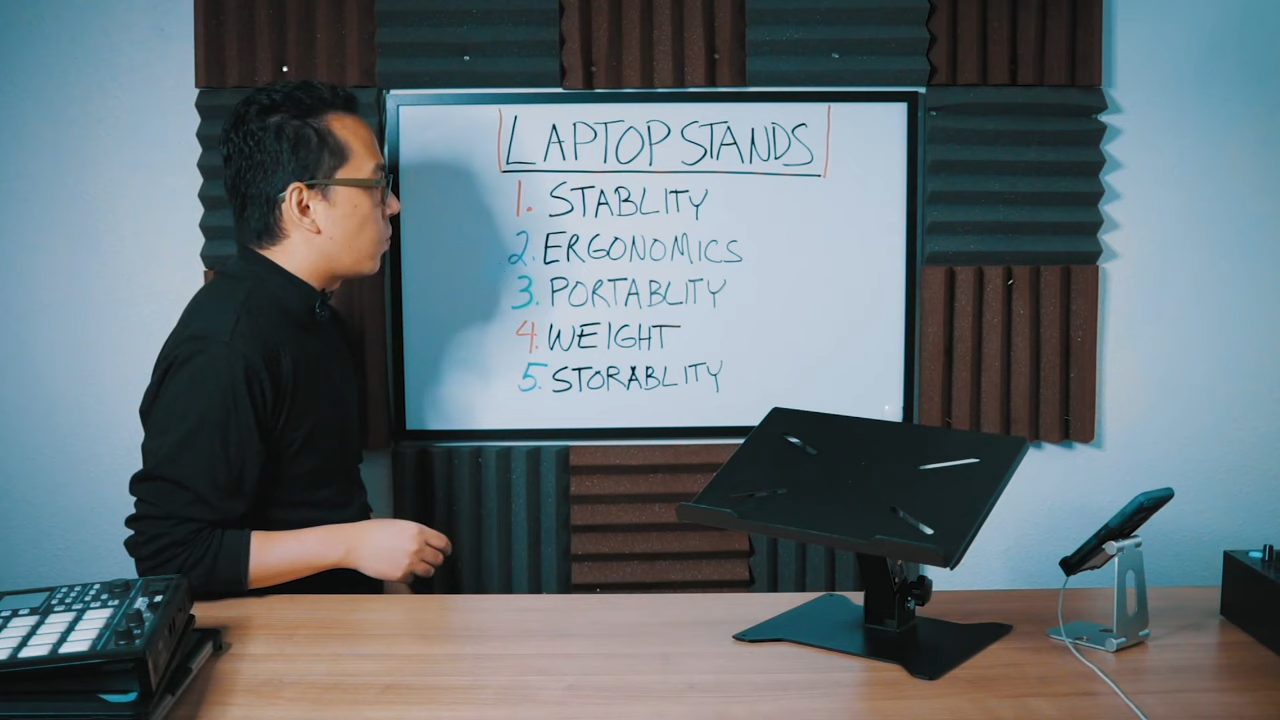 LAPTOP STANDS
1. STABLITY
2. ERGONOMICS
3. PORTABLITY
4. WEIGHT
5. STORABLITY